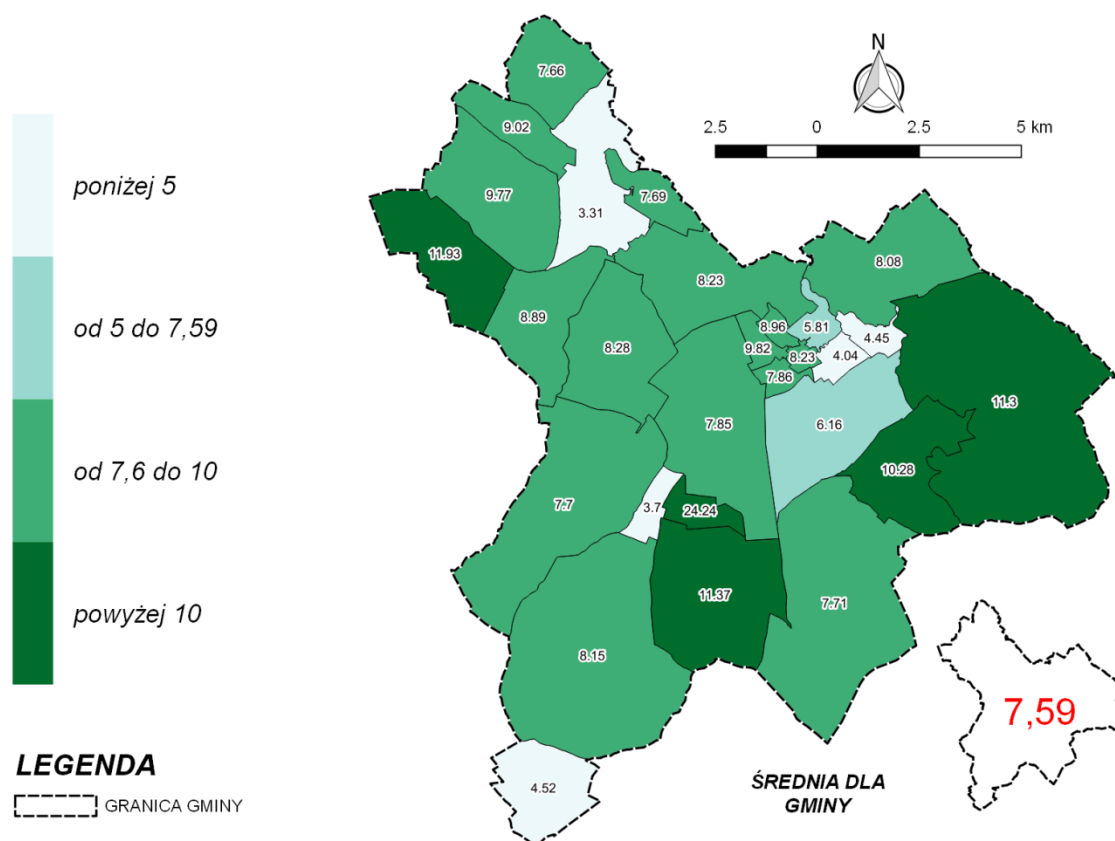 N
2.5 0 2.5 5 km
poniżej 5
od 5 do 7,59
od 7,6 do 10
powyżej 10
LEGENDA
GRANICA GMINY
7.66
9.02
9.77
3.31
7.69
11.93
8.23
8.08
8.89
8.28
8.96
5.81
4.45
9.82
8.23
4.04
7.86
11.3
7.85
6.16
10.28
7.7
3.7
24.24
11.37
7.71
8.15
4.52
ŚREDNIA DLA
GMINY
7,59